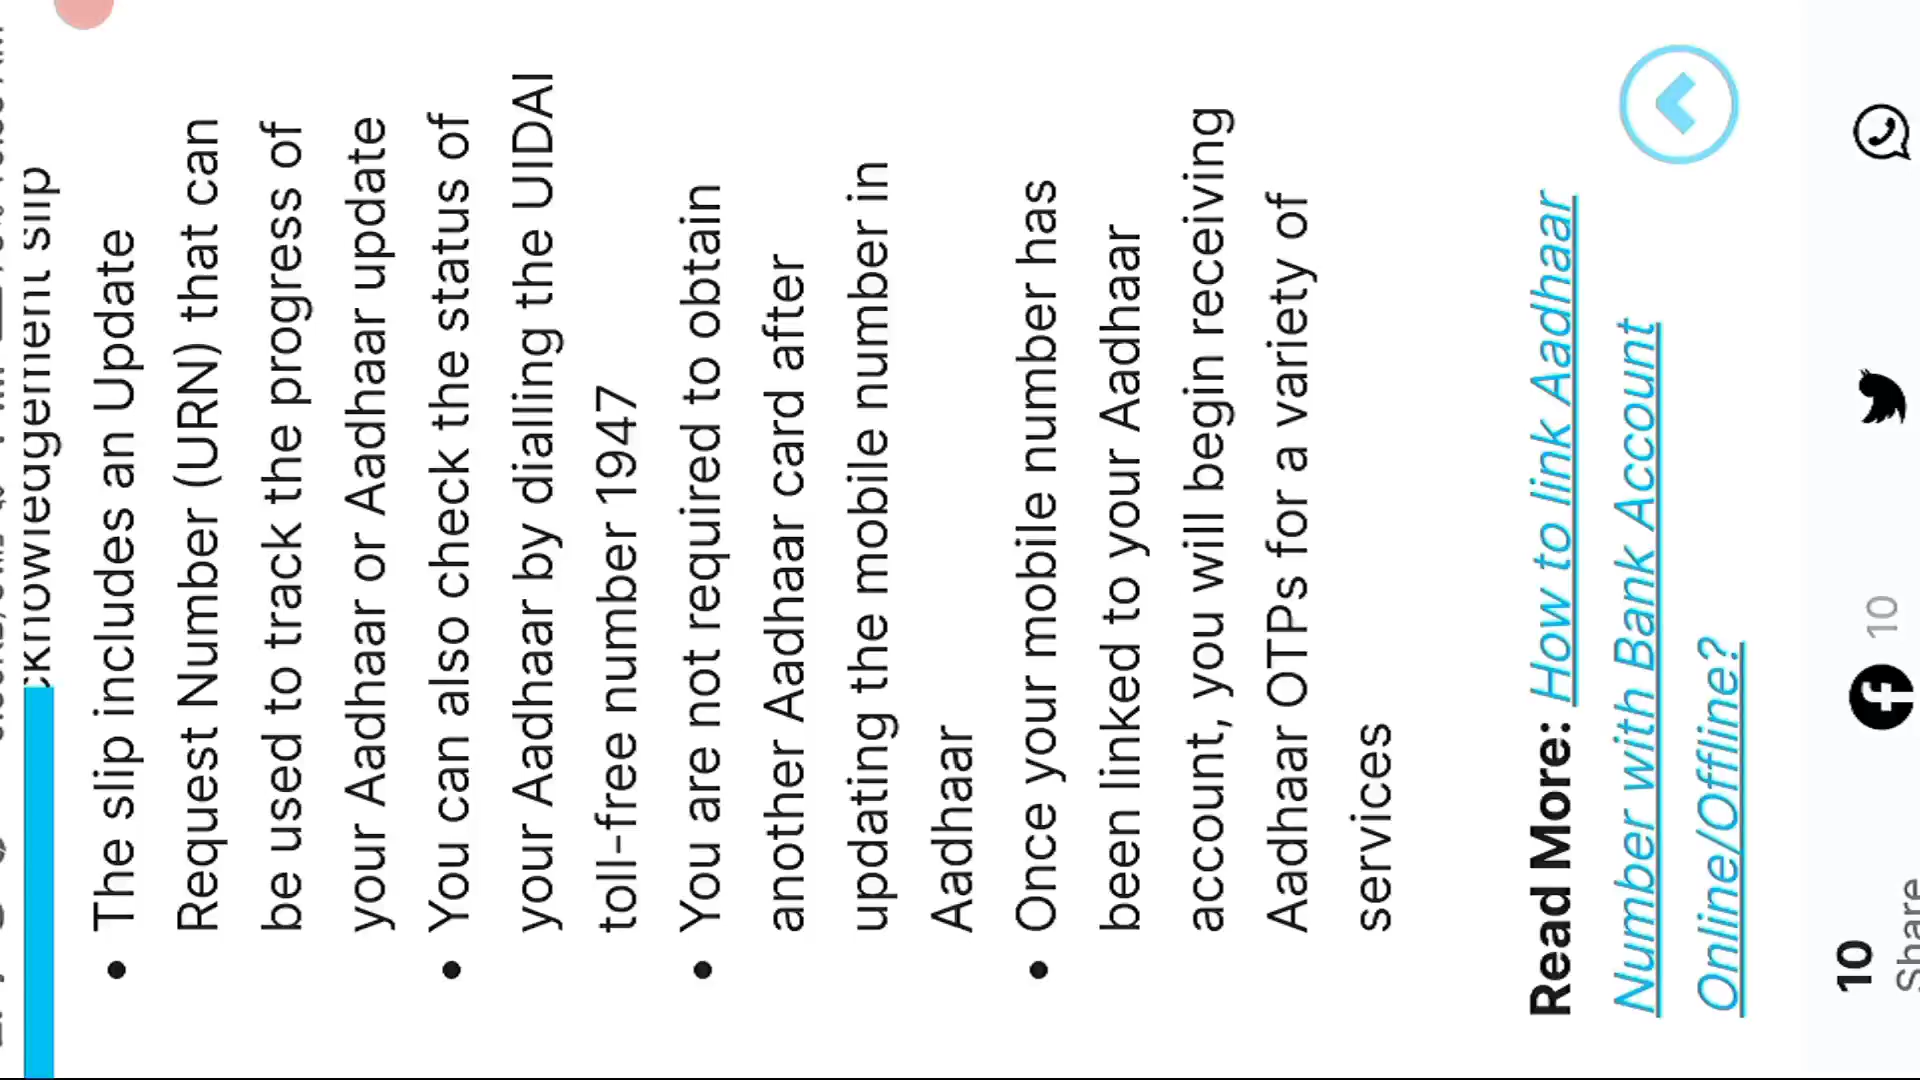 cknowledgement slip
• The slip includes an Update
Request Number (URN) that can
be used to track the progress of
your Aadhaar or Aadhaar update
• You can also check the status of
your Aadhaar by dialling the UIDAI
toll-free number 1947
• You are not required to obtain
another Aadhaar card after
updating the mobile number in
Aadhaar
• Once your mobile number has
been linked to your Aadhaar
account, you will begin receiving
Aadhaar OTPs for a variety of
services
Read More: How to link Aadhaar
Number with Bank Account
Online/Offline?
10
Share
10